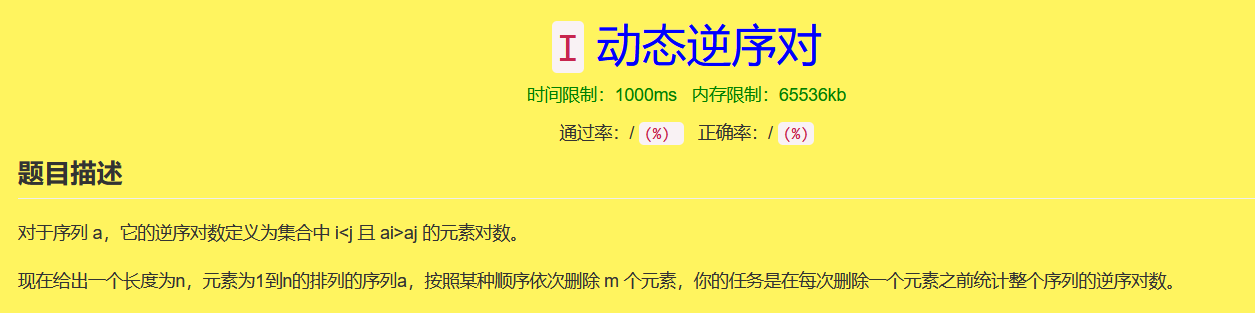 I 动态逆序对
时间限制：1000ms 内存限制：65536kb
通过率：/ (%) 正确率：/ (%)
题目描述
对于序列 a，它的逆序对数定义为集合中 i<j 且 ai>aj 的元素对数。
现在给出一个长度为n，元素为1到n的排列的序列a，按照某种顺序依次删除 m 个元素，你的任务是在每次删除一个元素之前统计整个序列的逆序对数。